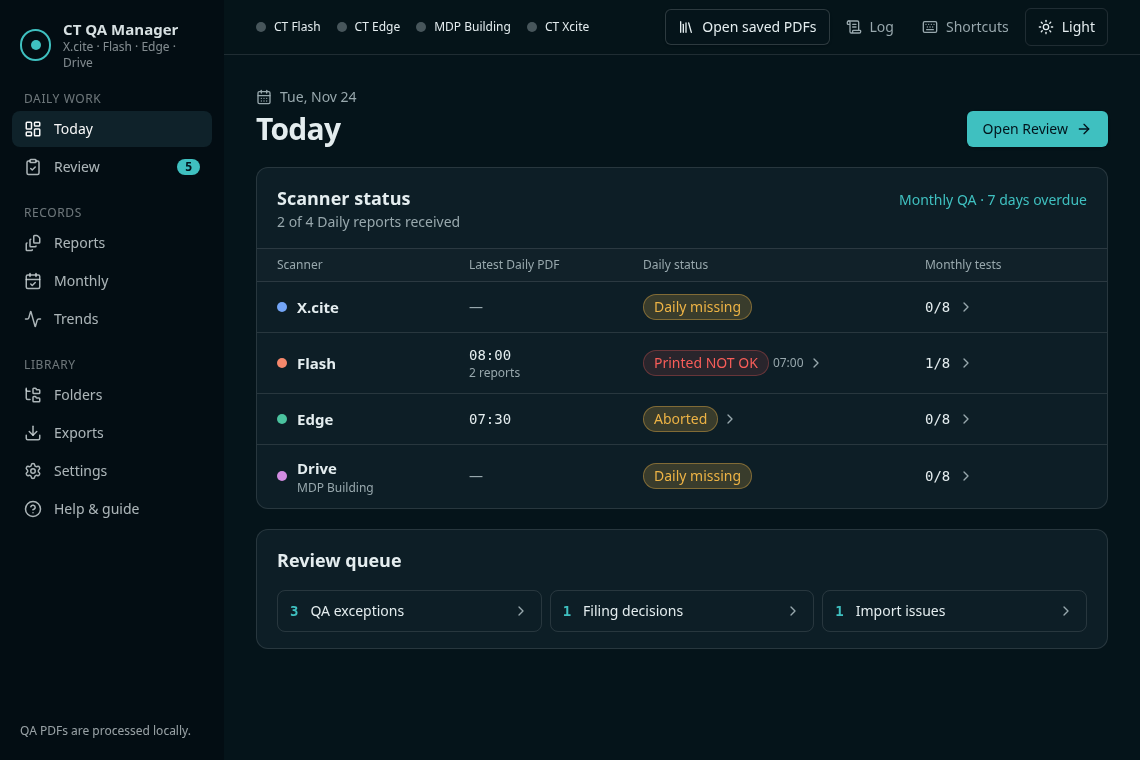 CT QA Manager
X.cite · Flash · Edge ·
Drive
DAILY WORK
Today
Review
5
RECORDS
Reports
Monthly
Trends
LIBRARY
Folders
Exports
Settings
Help & guide
QA PDFs are processed locally.
CT Flash
CT Edge
MDP Building
CT Xcite
Open saved PDFs
Log
Shortcuts
Light
Tue, Nov 24
Today
Open Review
Scanner status
2 of 4 Daily reports received
Monthly QA · 7 days overdue
Scanner Latest Daily PDF Daily status Monthly tests
X.cite — Daily missing 0/8
Flash 08:00 Printed NOT OK 07:00 1/8
2 reports
Edge 07:30 Aborted 0/8
Drive — Daily missing 0/8
MDP Building
Review queue
3 QA exceptions
1 Filing decisions
1 Import issues